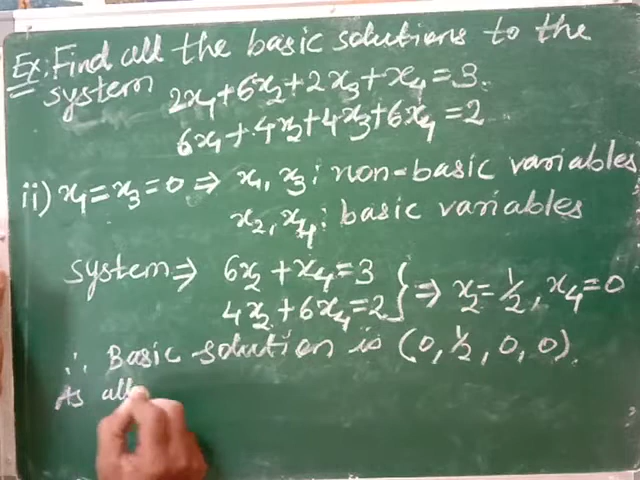 Ex: Find all the basic solutions to the
system 2x₁+6x₂+2x₃+x₄=3.
6x₁+4x₂+4x₃+6x₄=2
ii) x₁=x₃=0 ⇒ x₁, x₃: non-basic variables
x₂, x₄: basic variables
system ⇒ 6x₂+x₄=3
4x₂+6x₄=2 } ⇒ x₂=1/2, x₄=0
∴ Basic solution is (0, 1/2, 0, 0).
As all